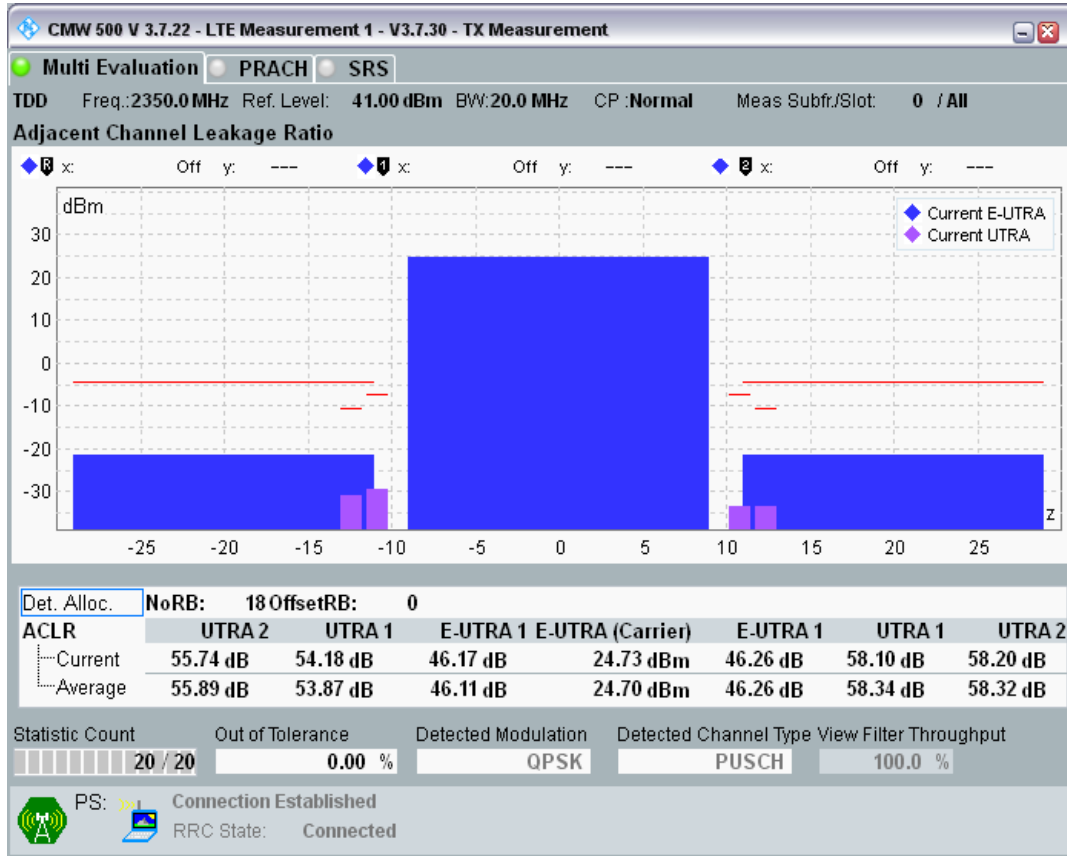 CMW 500 V 3.7.22 - LTE Measurement 1 - V3.7.30 - TX Measurement
Multi Evaluation PRACH SRS
TDD Freq.:2350.0 MHz Ref. Level: 41.00 dBm BW:20.0 MHz CP :Normal Meas Subfr./Slot: 0 / All
Adjacent Channel Leakage Ratio
R x: Off y: --- 1 x: Off y: --- 2 x: Off y: ---
dBm
Current E-UTRA
Current UTRA
30
20
10
0
-10
-20
-30
z
-25 -20 -15 -10 -5 0 5 10 15 20 25
Det. Alloc. NoRB: 18 OffsetRB: 0
ACLR UTRA 2 UTRA 1 E-UTRA 1 E-UTRA (Carrier) E-UTRA 1 UTRA 1 UTRA 2
Current 55.74 dB 54.18 dB 46.17 dB 24.73 dBm 46.26 dB 58.10 dB 58.20 dB
Average 55.89 dB 53.87 dB 46.11 dB 24.70 dBm 46.26 dB 58.34 dB 58.32 dB
Statistic Count Out of Tolerance Detected Modulation Detected Channel Type View Filter Throughput
20 / 20 0.00 % QPSK PUSCH 100.0 %
PS: Connection Established
RRC State: Connected